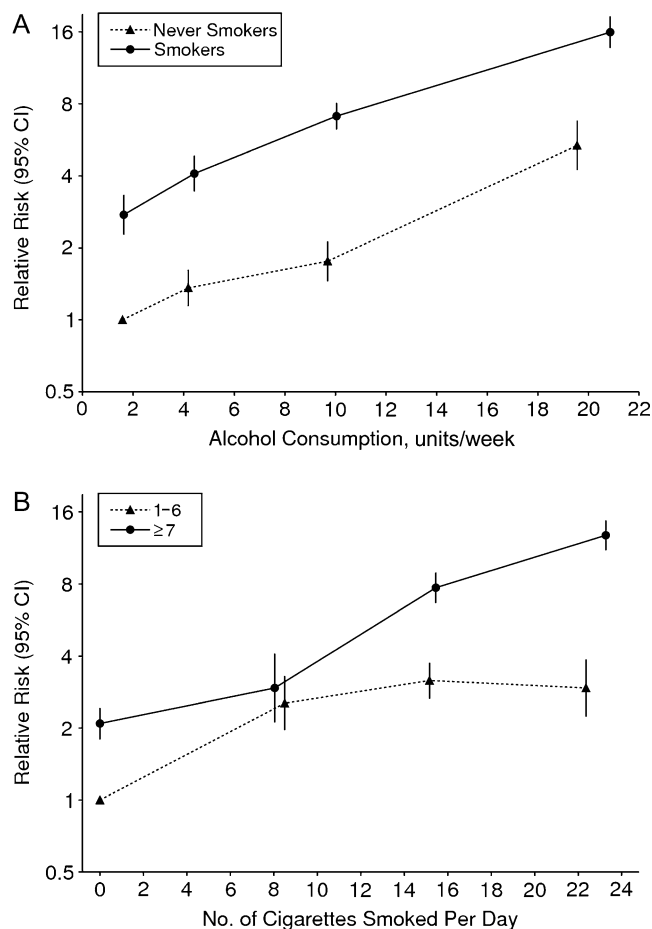 A
Never Smokers
Smokers
16
8
4
2
1
0.5
Relative Risk (95% CI)
0 2 4 6 8 10 12 14 16 18 20 22
Alcohol Consumption, units/week
B
1–6
≥7
16
8
4
2
1
0.5
Relative Risk (95% CI)
0 2 4 6 8 10 12 14 16 18 20 22 24
No. of Cigarettes Smoked Per Day